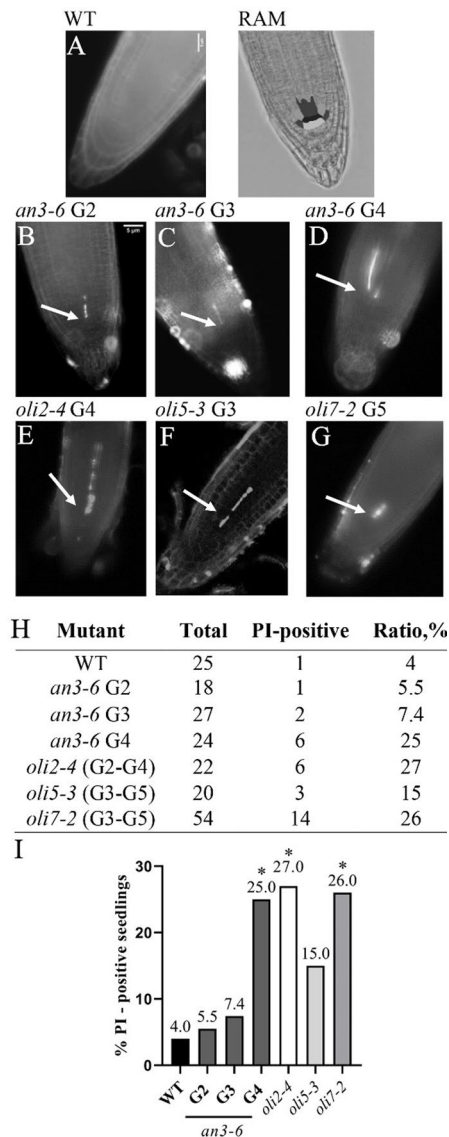 WT RAM
A
5 µm
an3-6 G2 an3-6 G3 an3-6 G4
B C D
5 µm
oli2-4 G4 oli5-3 G3 oli7-2 G5
E F G
H Mutant Total PI-positive Ratio,%
WT 25 1 4
an3-6 G2 18 1 5.5
an3-6 G3 27 2 7.4
an3-6 G4 24 6 25
oli2-4 (G2-G4) 22 6 27
oli5-3 (G3-G5) 20 3 15
oli7-2 (G3-G5) 54 14 26
I
% PI - positive seedlings
30
20
10
0
4.0 5.5 7.4 * 25.0 * 27.0 15.0 * 26.0
WT G2 G3 G4 oli2-4 oli5-3 oli7-2
an3-6